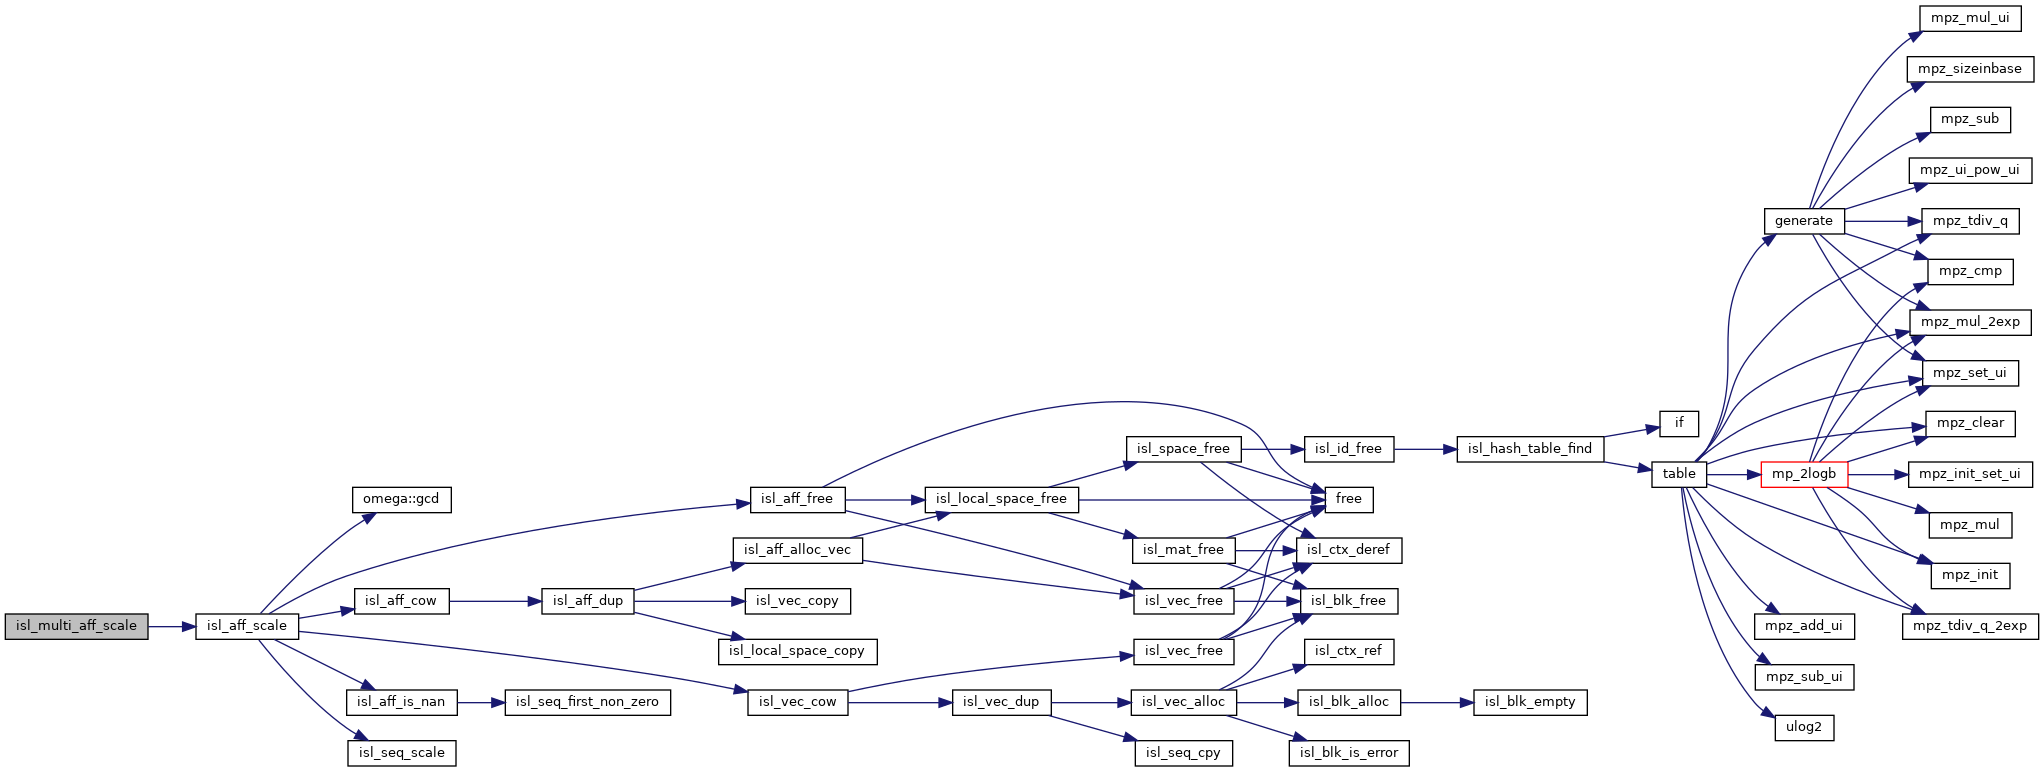 mpz_mul_ui
mpz_sizeinbase
mpz_sub
mpz_ui_pow_ui
generate
mpz_tdiv_q
mpz_cmp
mpz_mul_2exp
mpz_set_ui
if
mpz_clear
isl_space_free
isl_id_free
isl_hash_table_find
table
mp_2logb
mpz_init_set_ui
omega::gcd
isl_aff_free
isl_local_space_free
free
mpz_mul
isl_aff_alloc_vec
isl_mat_free
isl_ctx_deref
mpz_init
isl_aff_cow
isl_aff_dup
isl_vec_copy
isl_vec_free
isl_blk_free
isl_multi_aff_scale
isl_aff_scale
mpz_add_ui
mpz_tdiv_q_2exp
isl_local_space_copy
isl_vec_free
isl_ctx_ref
mpz_sub_ui
isl_aff_is_nan
isl_seq_first_non_zero
isl_vec_cow
isl_vec_dup
isl_vec_alloc
isl_blk_alloc
isl_blk_empty
ulog2
isl_seq_scale
isl_seq_cpy
isl_blk_is_error